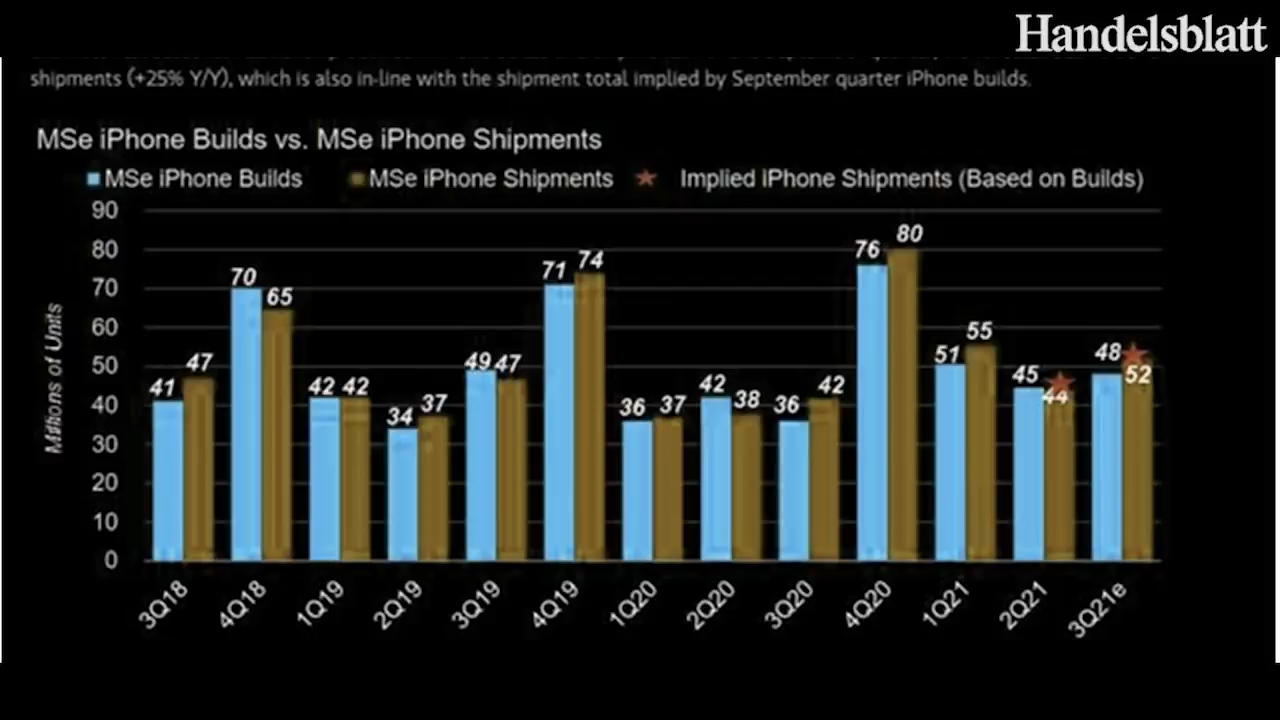 Handelsblatt
shipments (+25% Y/Y), which is also in-line with the shipment total implied by September quarter iPhone builds.
MSe iPhone Builds vs. MSe iPhone Shipments
MSe iPhone Builds MSe iPhone Shipments Implied iPhone Shipments (Based on Builds)
Millions of Units
90
80
70
60
50
40
30
20
10
0
41 47 70 65 42 42 34 37 49 47 71 74 36 37 42 38 36 42 76 80 51 55 45 44 48 52
3Q18 4Q18 1Q19 2Q19 3Q19 4Q19 1Q20 2Q20 3Q20 4Q20 1Q21 2Q21 3Q21e